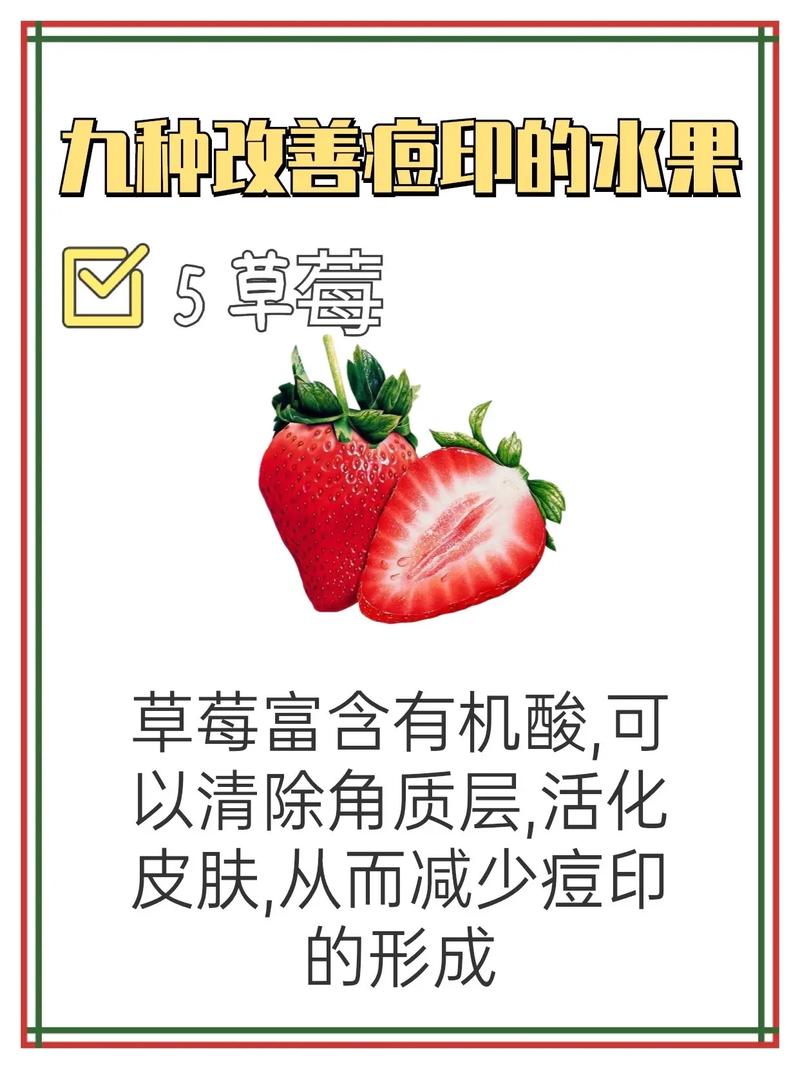 九种改善痘印的水果
5 草莓
草莓富含有机酸,可
以清除角质层,活化
皮肤,从而减少痘印
的形成